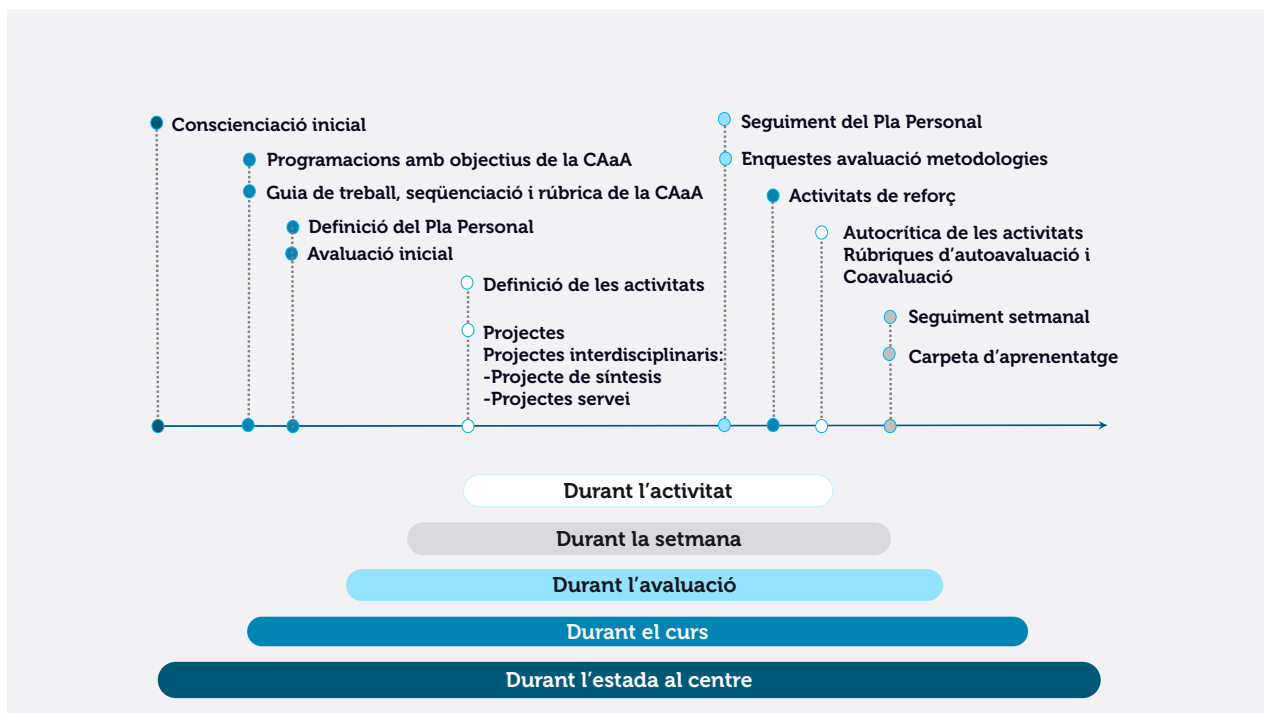 Conscienciació inicial
Programacions amb objectius de la CAaA
Guia de treball, seqüenciació i rúbrica de la CAaA
Definició del Pla Personal
Avaluació inicial
Definició de les activitats
Projectes
Projectes interdisciplinaris:
-Projecte de síntesis
-Projectes servei
Seguiment del Pla Personal
Enquestes avaluació metodologies
Activitats de reforç
Autocrítica de les activitats
Rúbriques d’autoavaluació i
Coavaluació
Seguiment setmanal
Carpeta d’aprenentatge
Durant l’activitat
Durant la setmana
Durant l’avaluació
Durant el curs
Durant l’estada al centre